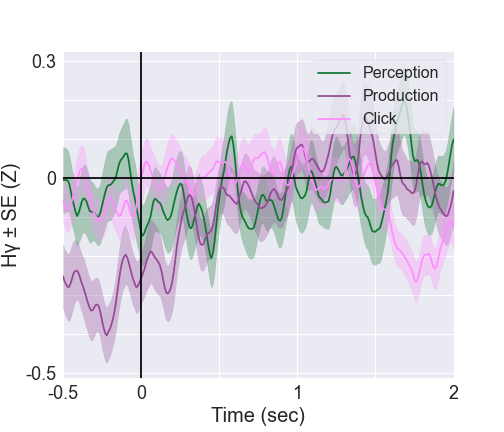 Hγ ± SE (Z)
0.3
0
-0.5
Perception
Production
Click
-0.5 0 1 2
Time (sec)